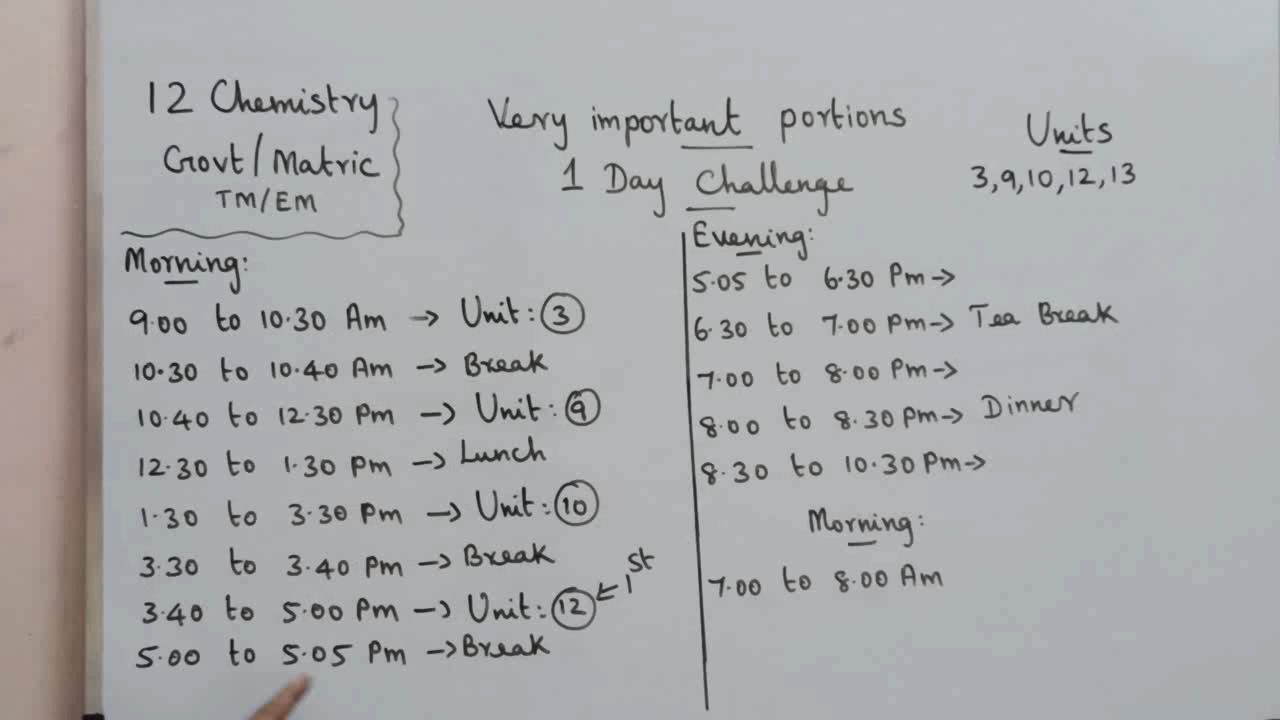 12 Chemistry
Govt/Matric
TM/EM
Very important portions
1 Day Challenge
Units
3,9,10,12,13
Morning:
9.00 to 10.30 Am → Unit: 3
10.30 to 10.40 Am → Break
10.40 to 12.30 Pm → Unit: 9
12.30 to 1.30 Pm → Lunch
1.30 to 3.30 Pm → Unit: 10
3.30 to 3.40 Pm → Break
3.40 to 5.00 Pm → Unit: 12 ← 1st
5.00 to 5.05 Pm → Break
Evening:
5.05 to 6.30 Pm →
6.30 to 7.00 Pm → Tea Break
7.00 to 8.00 Pm →
8.00 to 8.30 Pm → Dinner
8.30 to 10.30 Pm →
Morning:
7.00 to 8.00 Am